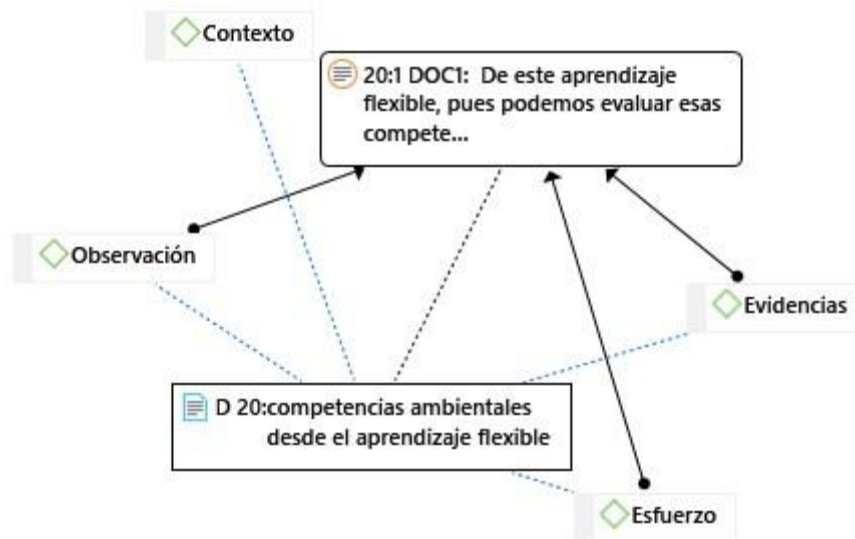 Contexto
20:1 DOC1: De este aprendizaje
flexible, pues podemos evaluar esas
compete...
Observación
Evidencias
D 20:competencias ambientales
desde el aprendizaje flexible
Esfuerzo